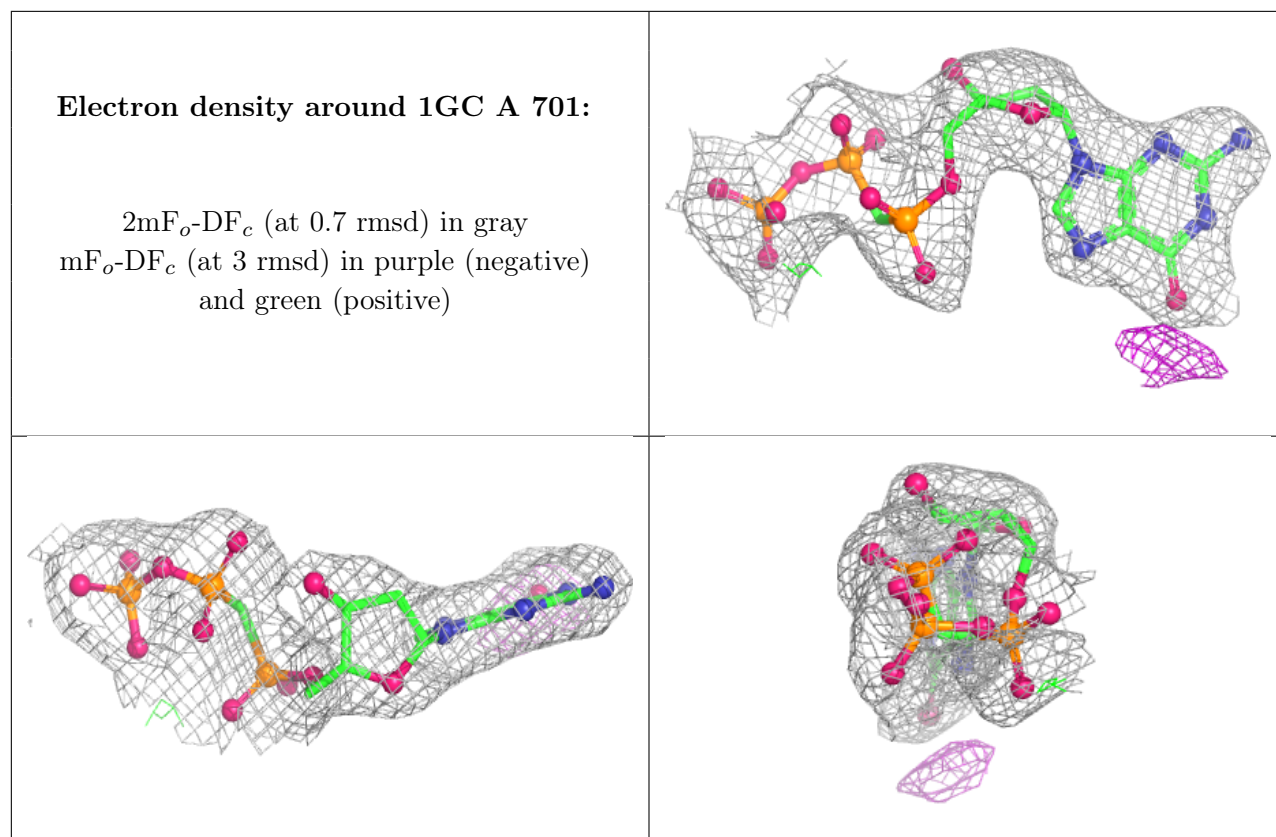 Electron density around 1GC A 701:
2mFₒ-DF𝒸 (at 0.7 rmsd) in gray
mFₒ-DF𝒸 (at 3 rmsd) in purple (negative)
and green (positive)